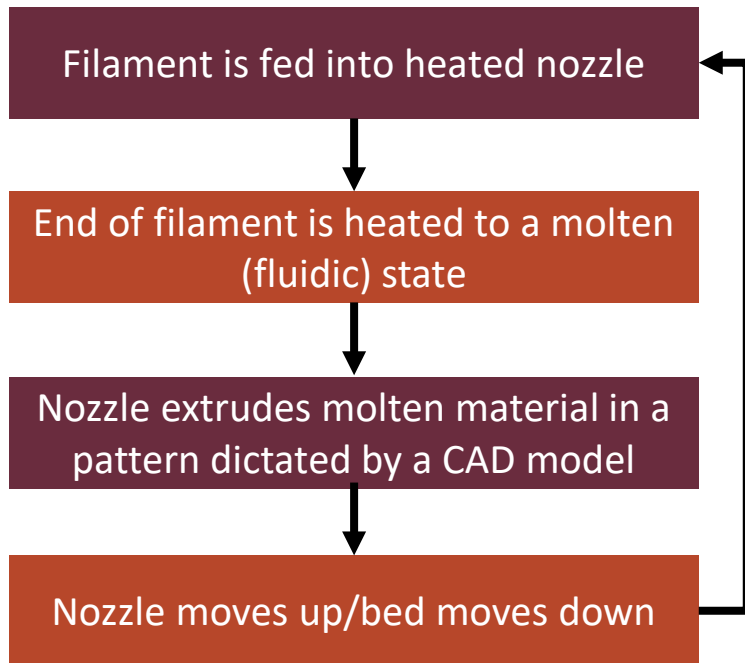 Filament is fed into heated nozzle
End of filament is heated to a molten
(fluidic) state
Nozzle extrudes molten material in a
pattern dictated by a CAD model
Nozzle moves up/bed moves down